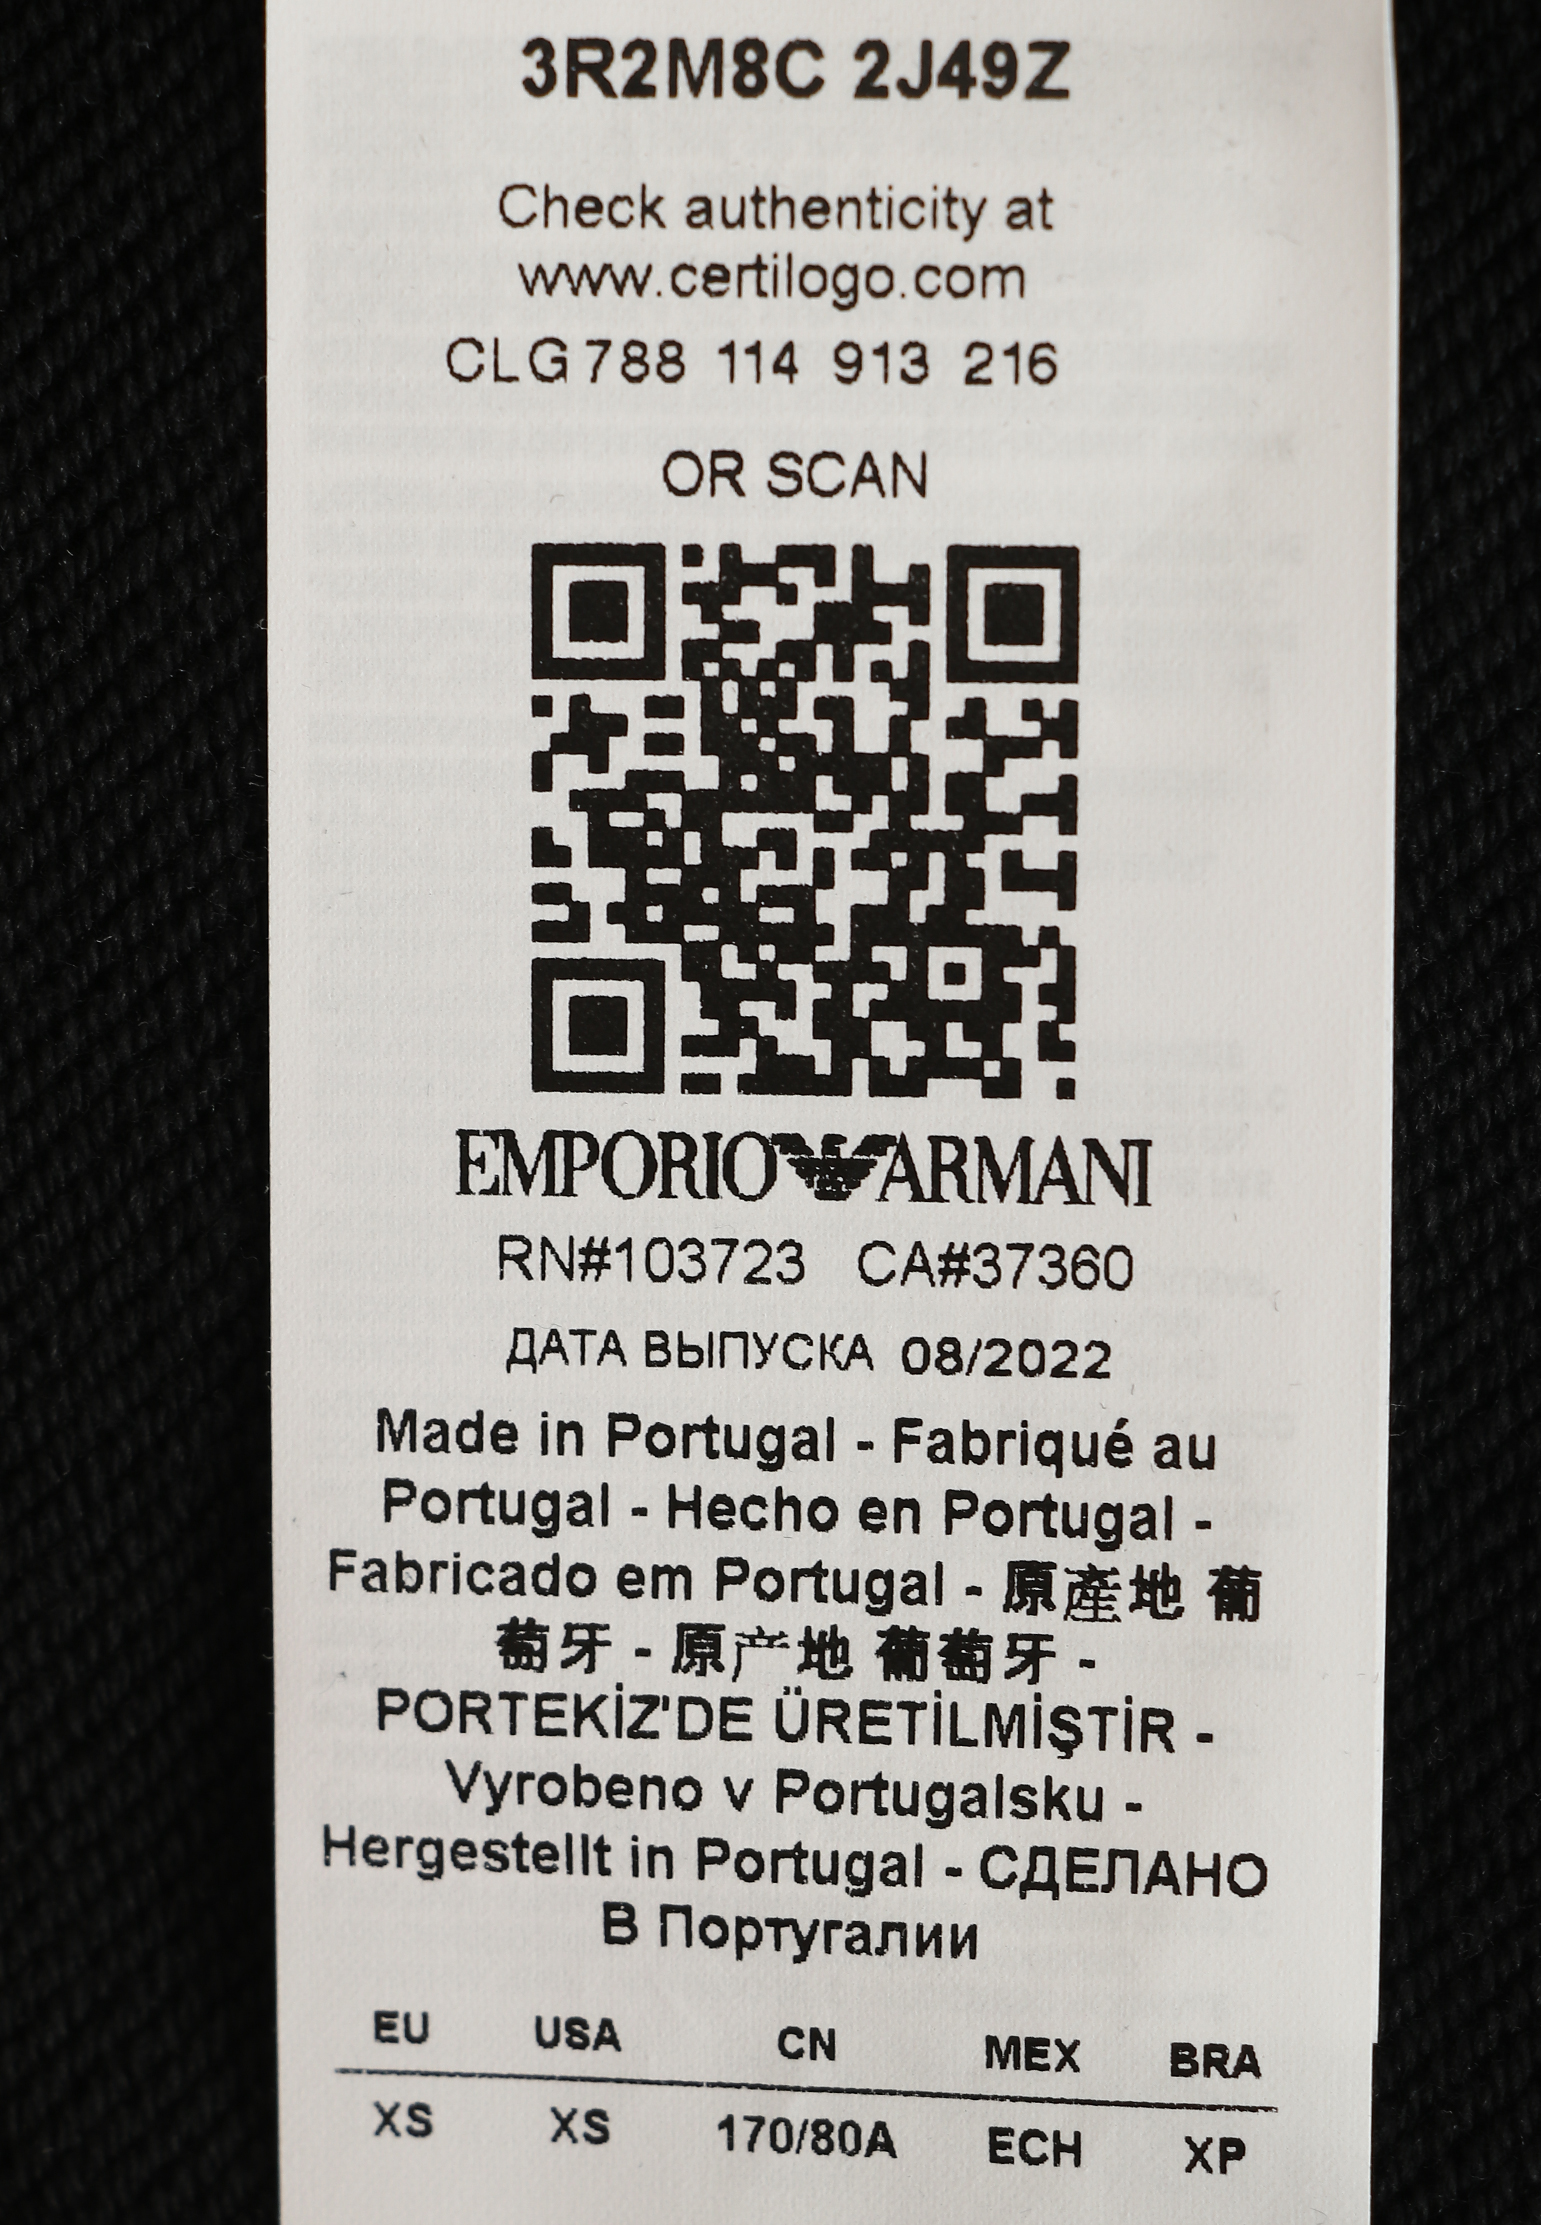 3R2M8C 2J49Z
Check authenticity at
www.certilogo.com
CLG 788 114 913 216
OR SCAN
EMPORIO ARMANI
RN#103723 CA#37360
ДАТА ВЫПУСКА 08/2022
Made in Portugal - Fabriqué au
Portugal - Hecho en Portugal -
Fabricado em Portugal - 原產地 葡
萄牙 - 原产地 葡萄牙 -
PORTEKİZ'DE ÜRETİLMİŞTİR -
Vyrobeno v Portugalsku -
Hergestellt in Portugal - СДЕЛАНО
В Португалии
EU USA CN MEX BRA
XS XS 170/80A ECH XP